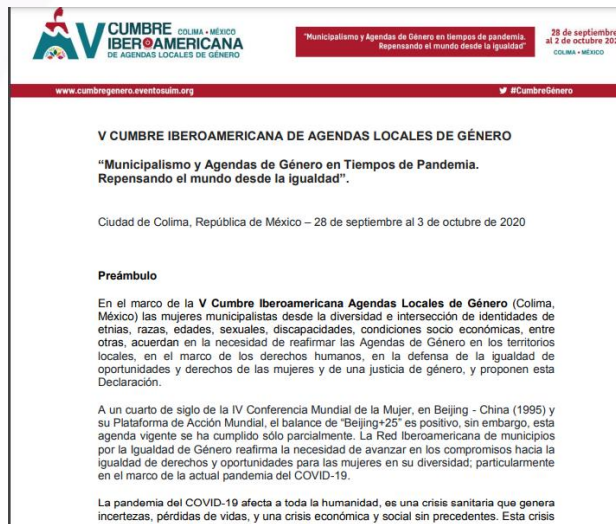 V CUMBRE COLIMA • MÉXICO
IBEROAMERICANA
DE AGENDAS LOCALES DE GÉNERO
"Municipalismo y Agendas de Género en tiempos de pandemia.
Repensando el mundo desde la igualdad"
28 de septiembre
al 2 de octubre
COLIMA • MÉXICO
www.cumbregenero.eventosuim.org
#CumbreGénero
V CUMBRE IBEROAMERICANA DE AGENDAS LOCALES DE GÉNERO
“Municipalismo y Agendas de Género en Tiempos de Pandemia.
Repensando el mundo desde la igualdad”.
Ciudad de Colima, República de México – 28 de septiembre al 3 de octubre de 2020
Preámbulo
En el marco de la V Cumbre Iberoamericana Agendas Locales de Género (Colima,
México) las mujeres municipalistas desde la diversidad e intersección de identidades de
etnias, razas, edades, sexuales, discapacidades, condiciones socio económicas, entre
otras, acuerdan en la necesidad de reafirmar las Agendas de Género en los territorios
locales, en el marco de los derechos humanos, en la defensa de la igualdad de
oportunidades y derechos de las mujeres y de una justicia de género, y proponen esta
Declaración.
A un cuarto de siglo de la IV Conferencia Mundial de la Mujer, en Beijing - China (1995) y
su Plataforma de Acción Mundial, el balance de “Beijing+25” es positivo, sin embargo, esta
agenda vigente se ha cumplido sólo parcialmente. La Red Iberoamericana de municipios
por la Igualdad de Género reafirma la necesidad de avanzar en los compromisos hacia la
igualdad de derechos y oportunidades para las mujeres en su diversidad; particularmente
en el marco de la actual pandemia del COVID-19.
La pandemia del COVID-19 afecta a toda la humanidad, es una crisis sanitaria que genera
incertezas, pérdidas de vidas, y una crisis económica y social sin precedentes. Esta crisis